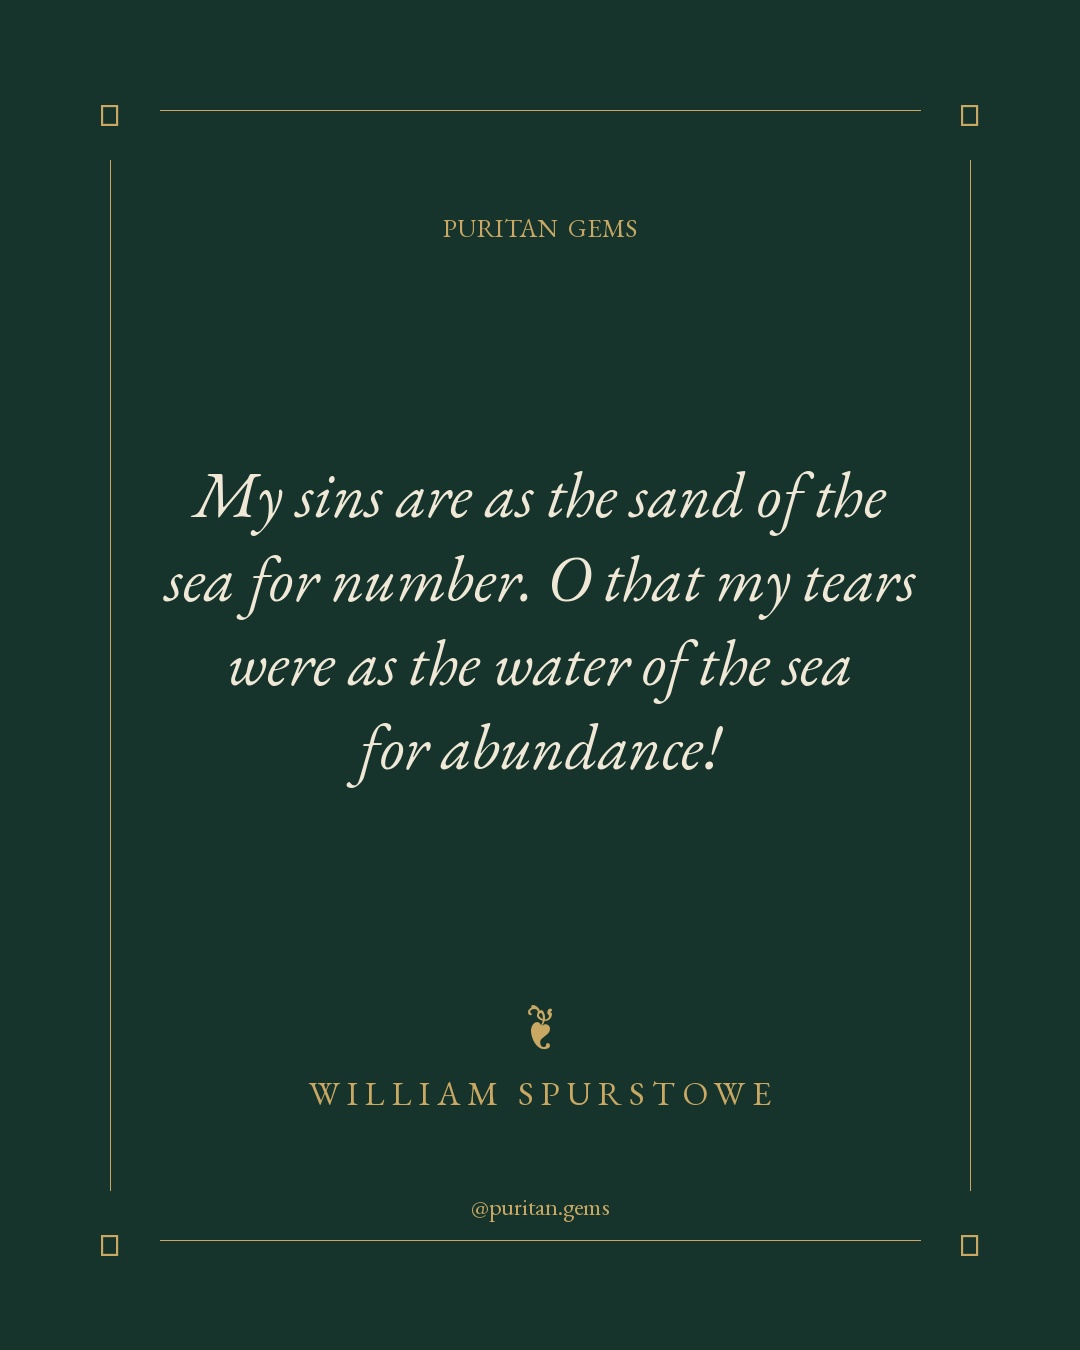 PURITAN GEMS
My sins are as the sand of the
sea for number. O that my tears
were as the water of the sea
for abundance!
❦
WILLIAM SPURSTOWE
@puritan.gems